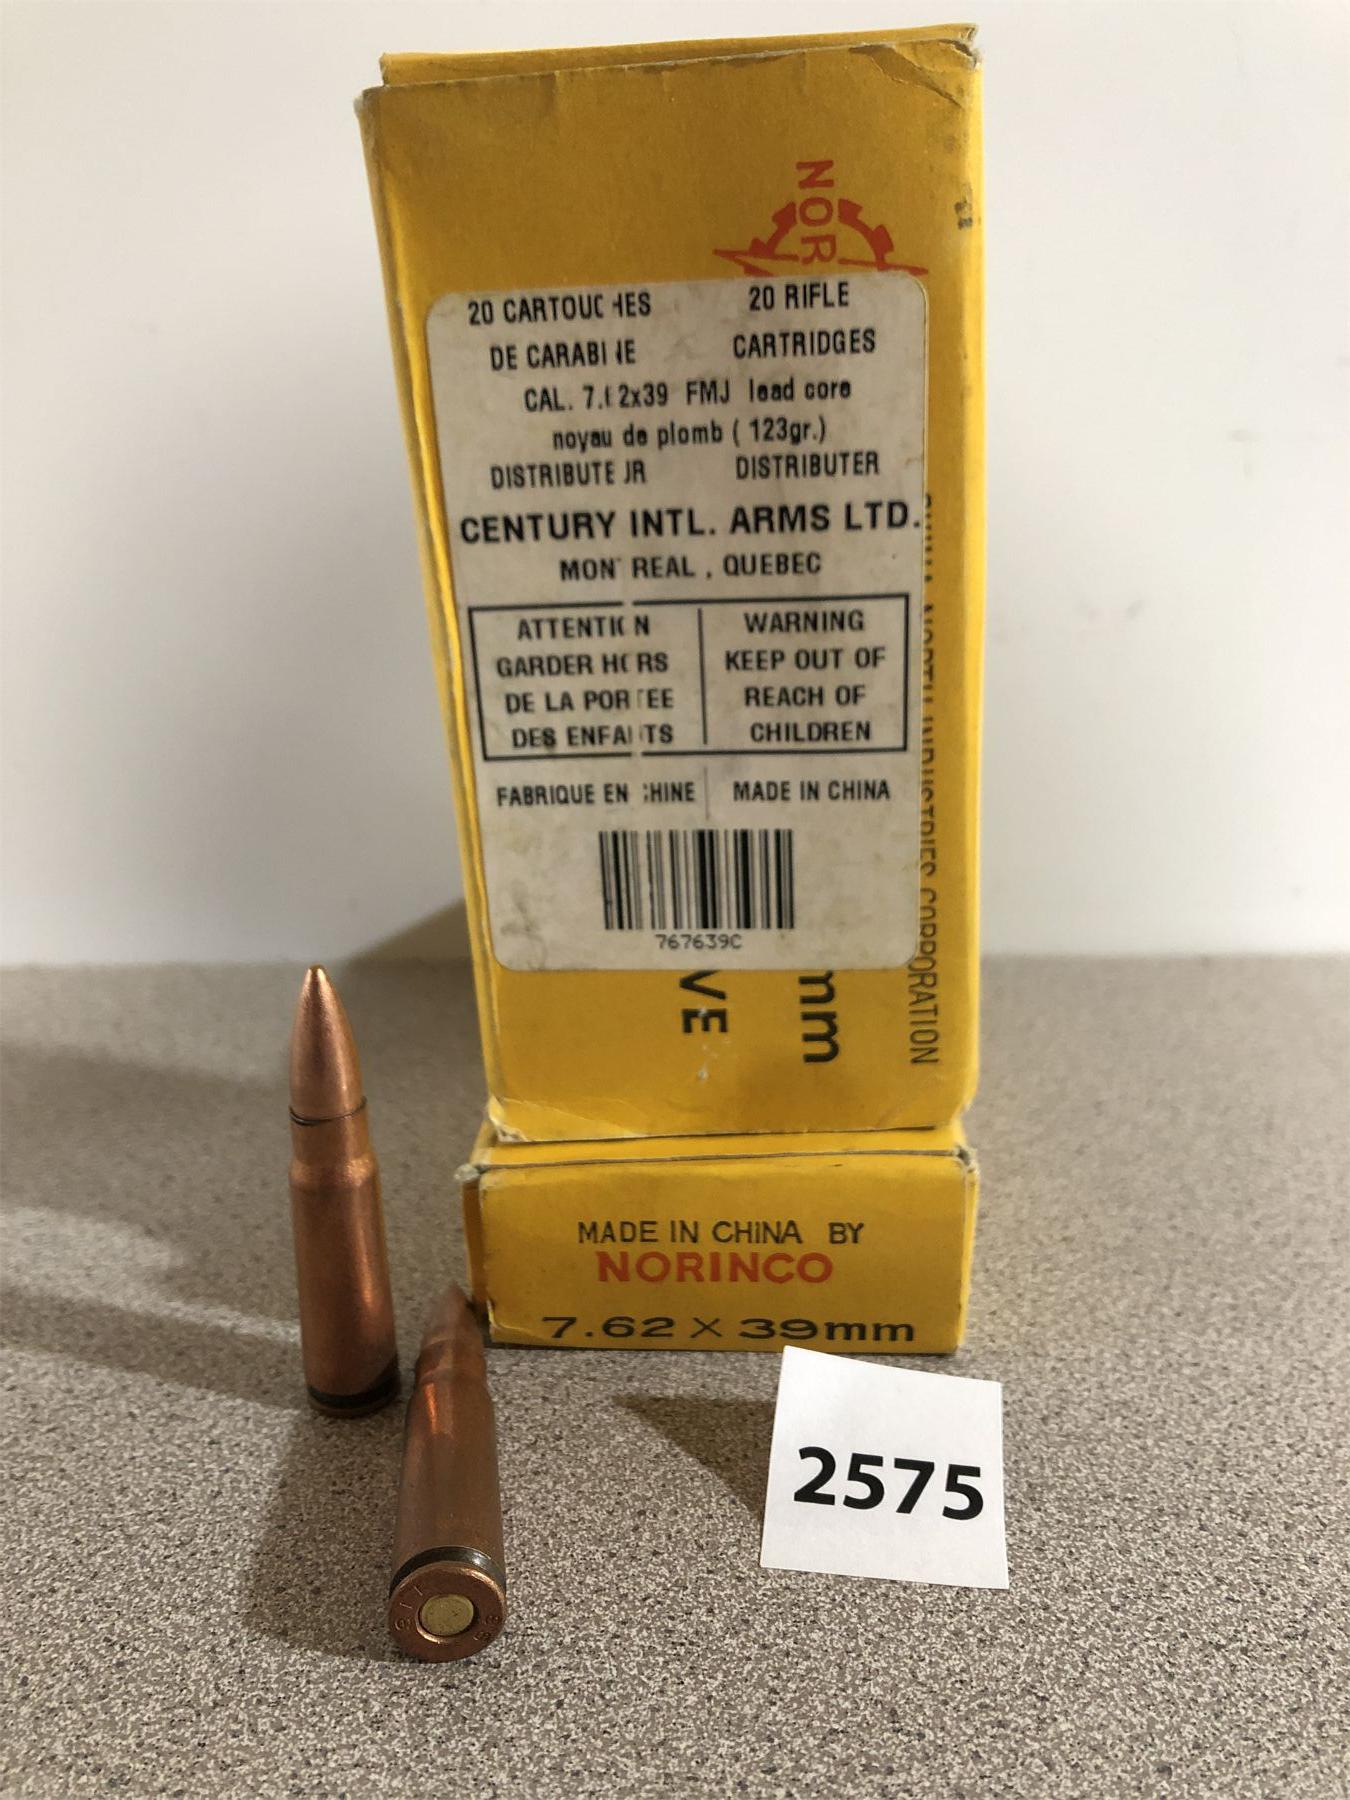 NOR
20 CARTOUCHES 20 RIFLE
DE CARABINE CARTRIDGES
CAL. 7.62x39 FMJ lead core
noyau de plomb (123gr.)
DISTRIBUTEUR DISTRIBUTER
CENTURY INTL. ARMS LTD.
MONTREAL, QUEBEC
ATTENTION
GARDER HORS
DE LA PORTEE
DES ENFANTS
WARNING
KEEP OUT OF
REACH OF
CHILDREN
FABRIQUE EN CHINE MADE IN CHINA
767639C
VE
mm
CHINA NORTH INDUSTRIES CORPORATION
MADE IN CHINA BY
NORINCO
7.62 × 39mm
2575